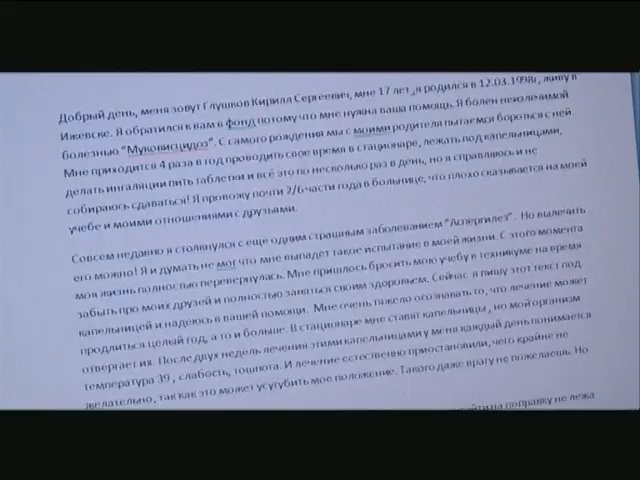 Добрый день, меня зовут Глушков Кирилл Сергеевич, мне 17 лет ,я родился в 12.03.1998г, живу в
Ижевске. Я обратился к вам в фонд потому что мне нужна ваша помощь. Я болен неизлечимой
болезнью "Муковисцидоз". С самого рождения мы с моими родителя пытаемся бороться с ней.
Мне приходится 4 раза в год проводить свое время в стационаре, лежать под капельницами,
делать ингаляции пить таблетки и всё это по несколько раз в день, но я справляюсь и не
собираюсь сдаваться! Я провожу почти 2/6 части года в больнице, что плохо сказывается на моей
учебе и моими отношениями с друзьями.
Совсем недавно я столкнулся с еще одним страшным заболеванием "Аспергилез". Но вылечить
его можно! Я и думать не мог что мне выпадет такое испытание в моей жизни. С этого момента
моя жизнь полностью перевернулась. Мне пришлось бросить мою учебу в техникуме на время
забыть про моих друзей и полностью заняться своим здоровьем. Сейчас я пишу этот текст под
капельницей и надеюсь в вашей помощи. Мне очень тяжело осознавать то, что лечение может
продлиться целый год, а то и больше. В стационаре мне ставят капельницы , но мой организм
отвергает их. После двух недель лечения этими капельницами у меня каждый день понимается
температура 39 , слабость, тошнота. И лечение естественно приостановили, чего крайне не
желательно, так как это может усугубить мое положение. Такого даже врагу не пожелаешь. Но
на поправку не лежа